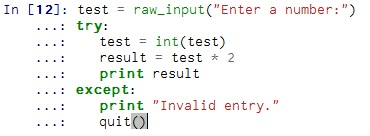 In [12]: test = raw_input("Enter a number:")
   ...: try:
   ...:     test = int(test)
   ...:     result = test * 2
   ...:     print result
   ...: except:
   ...:     print "Invalid entry."
   ...:     quit()